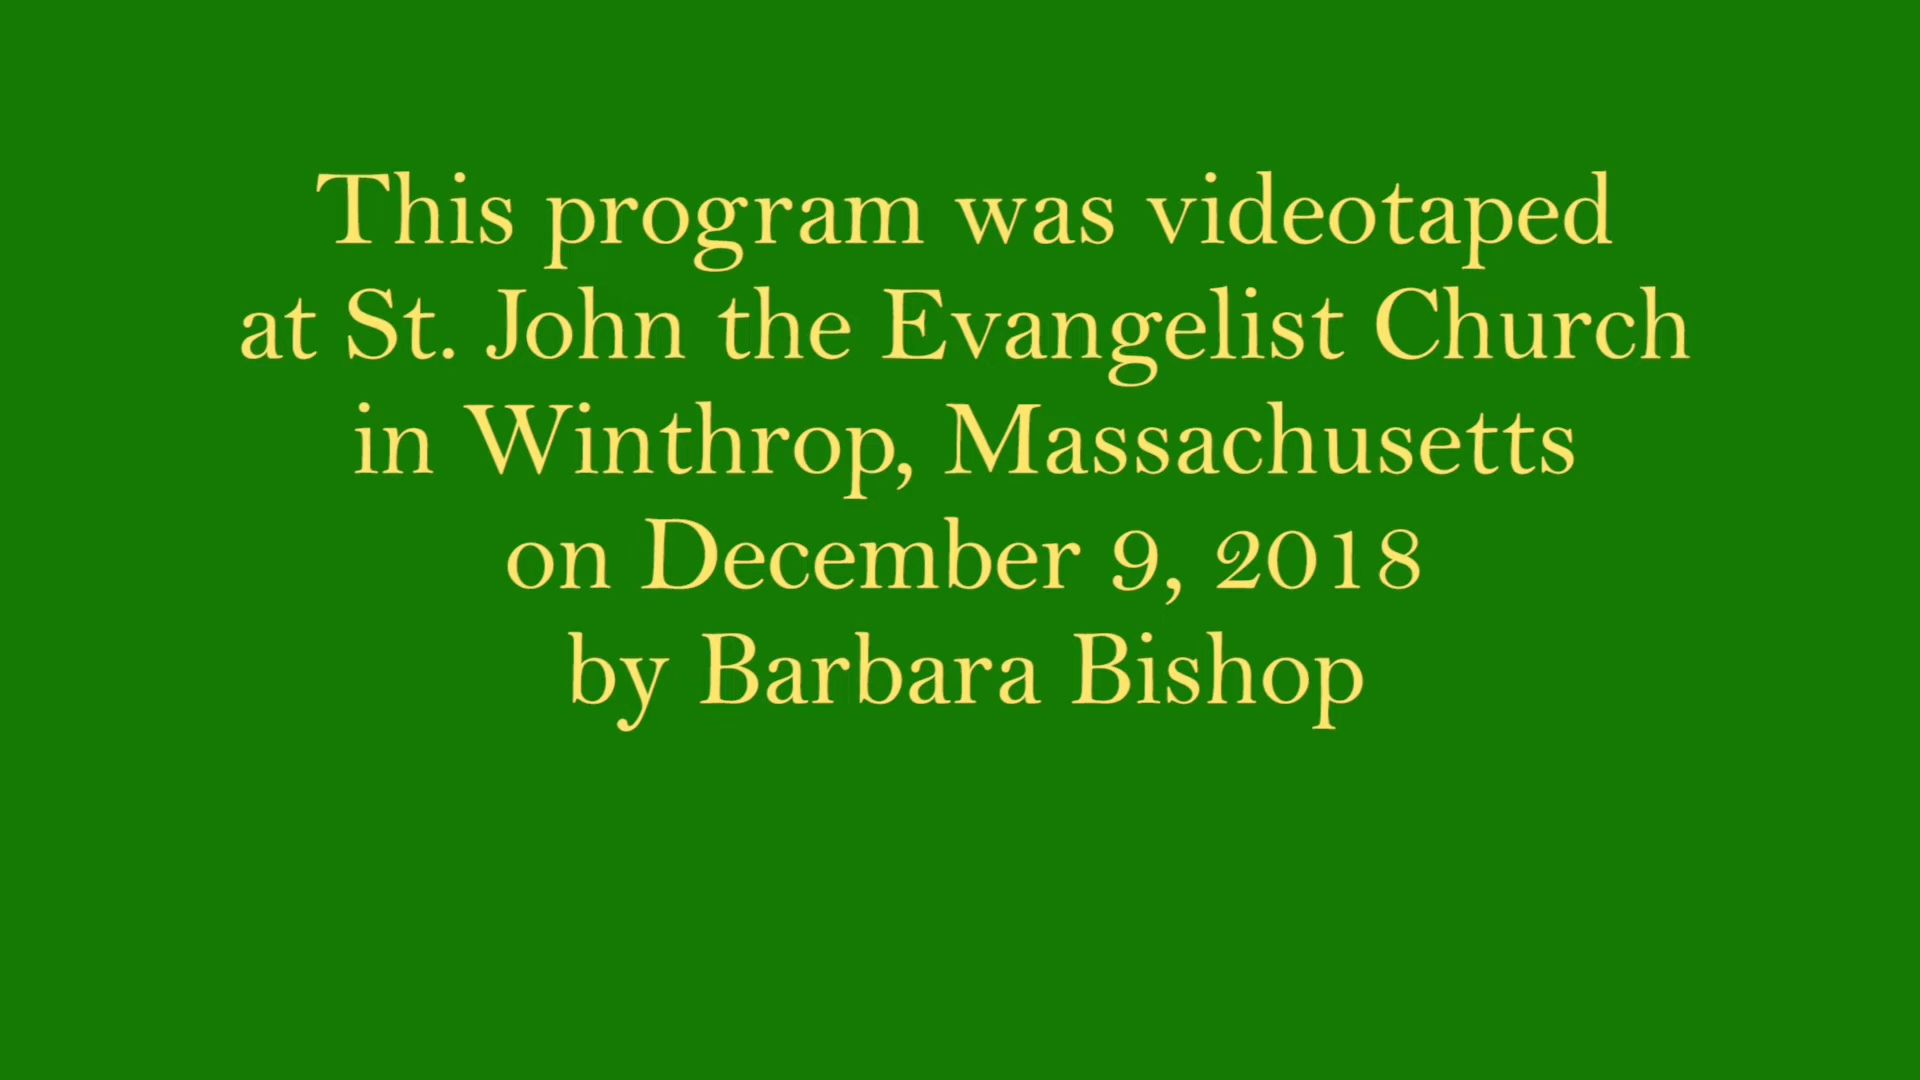 This program was videotaped
at St. John the Evangelist Church
in Winthrop, Massachusetts
on December 9, 2018
by Barbara Bishop